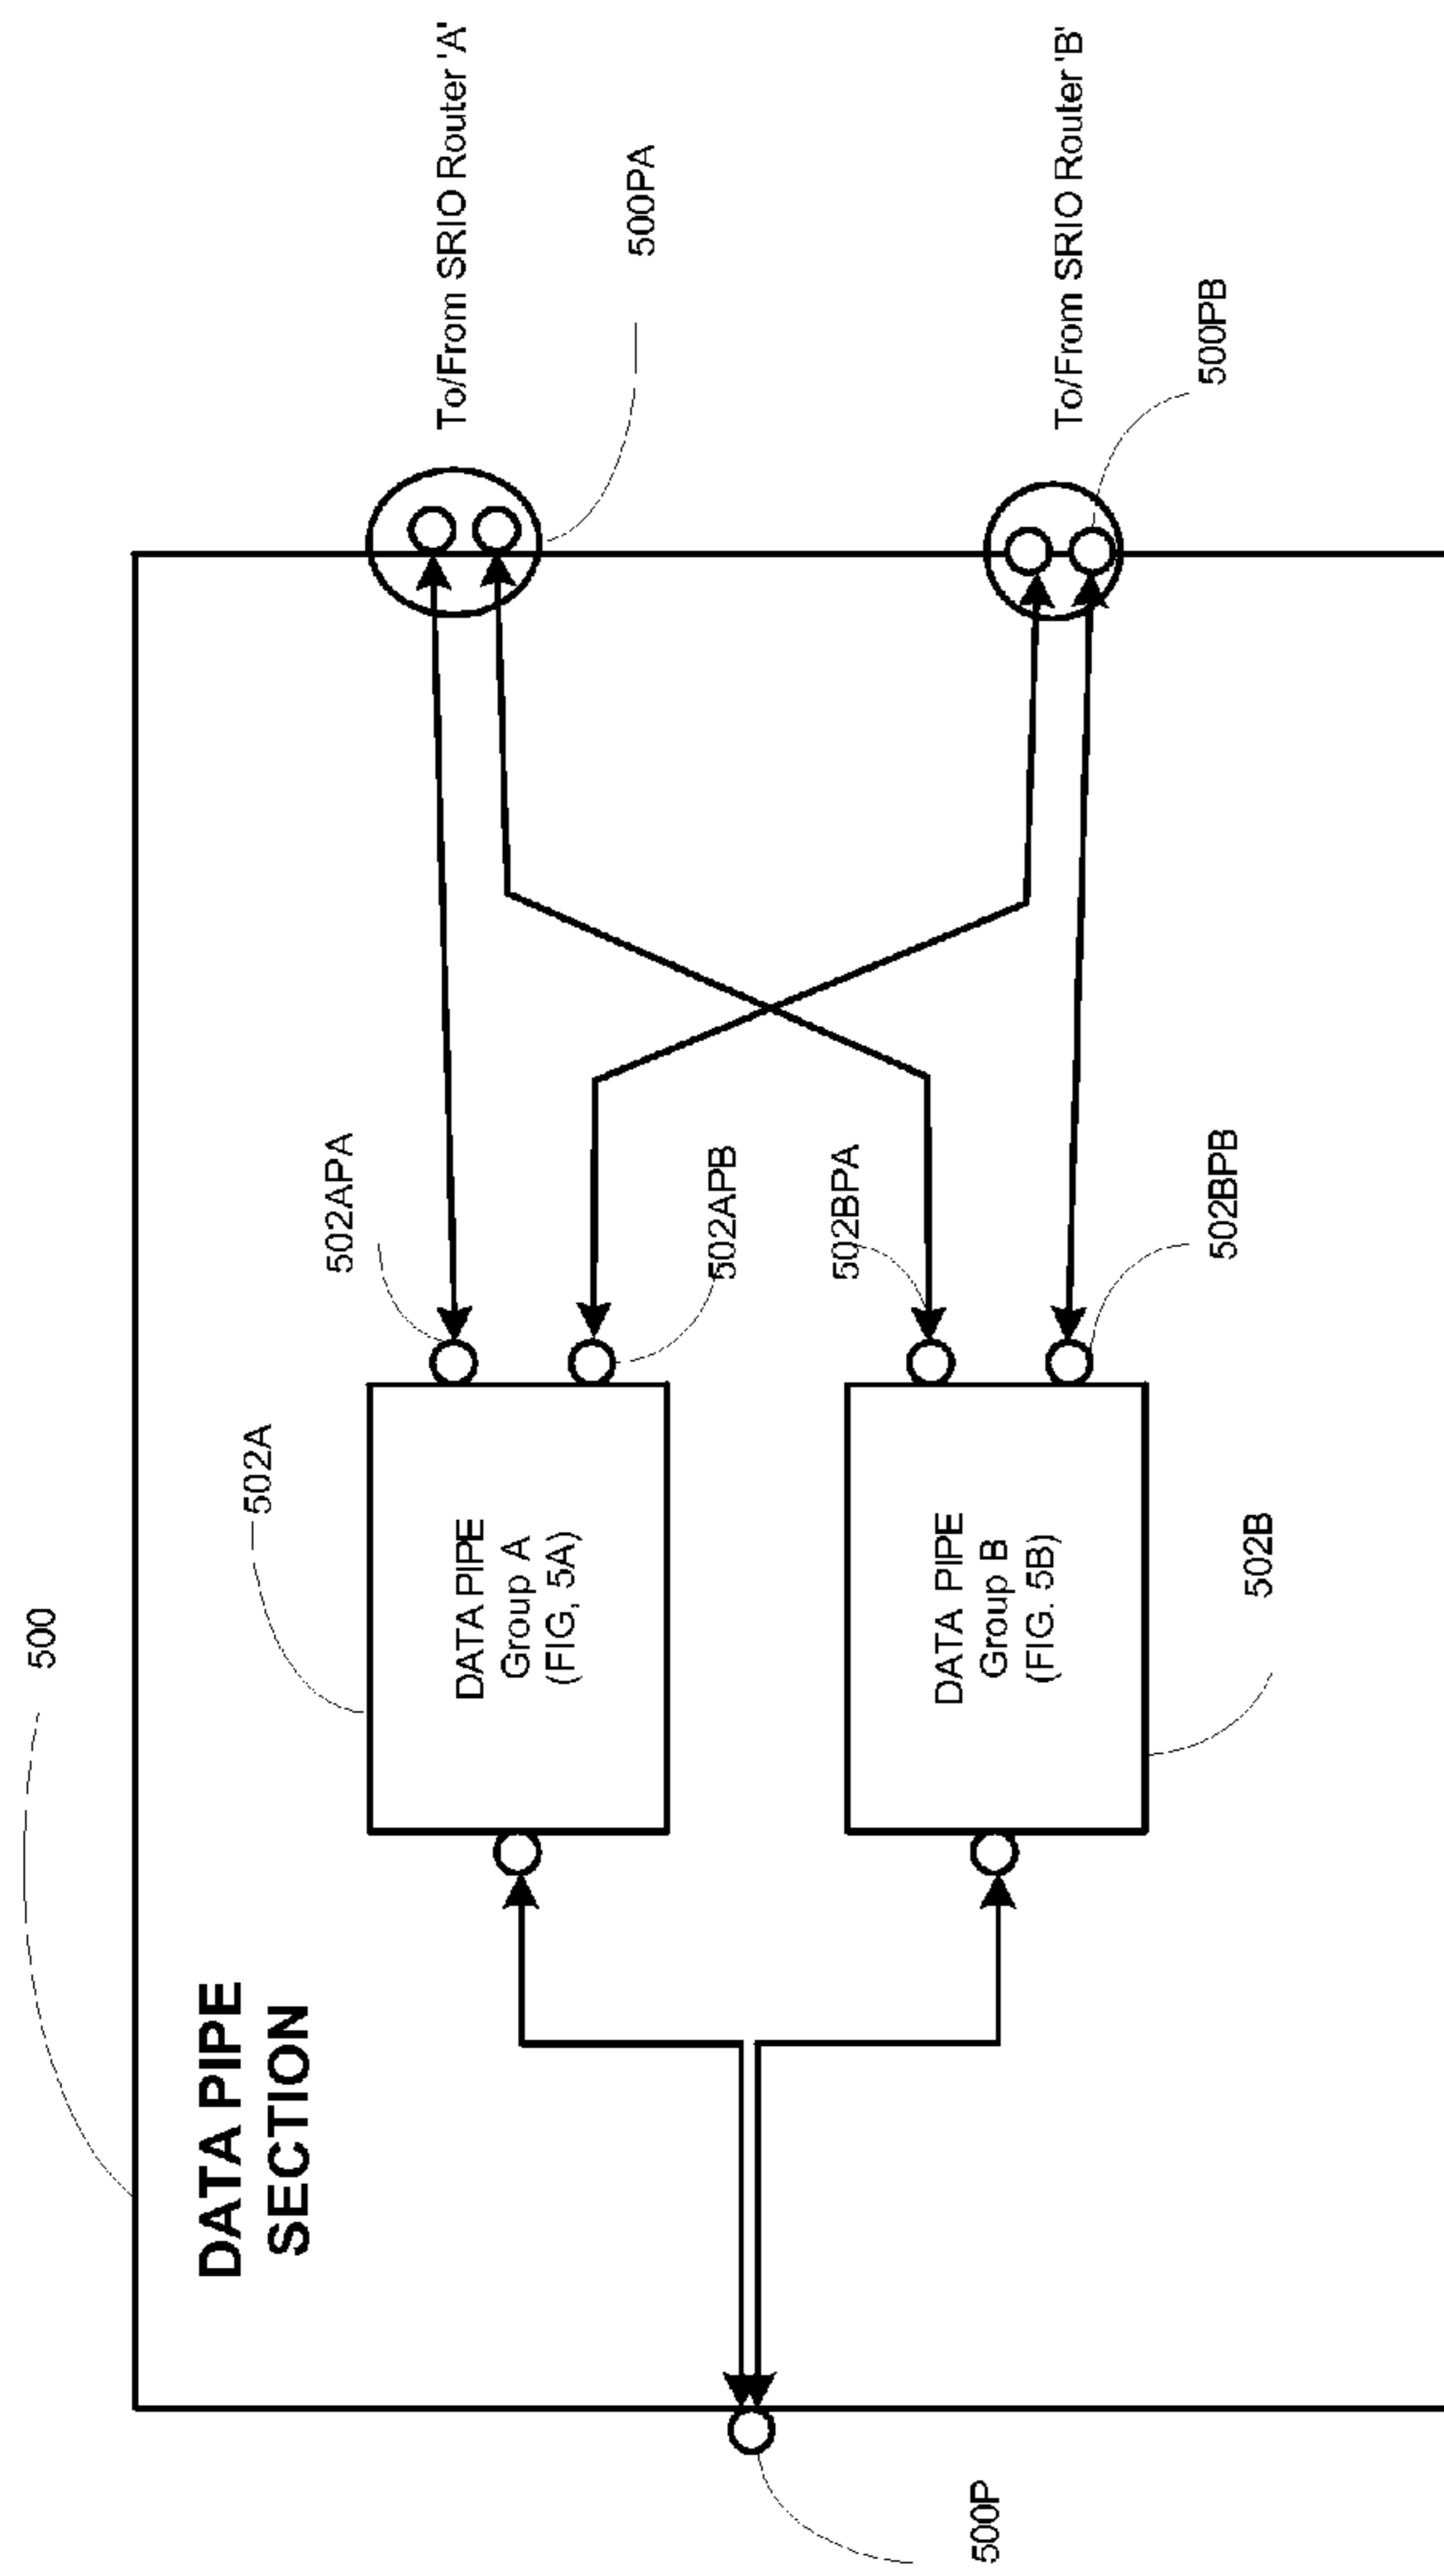 500
DATA PIPE
SECTION
502A
502APA
To/From SRIO Router 'A'
500PA
DATA PIPE
Group A
(FIG, 5A)
502APB
502BPA
DATA PIPE
Group B
(FIG. 5B)
502BPB
To/From SRIO Router 'B'
500PB
502B
500P